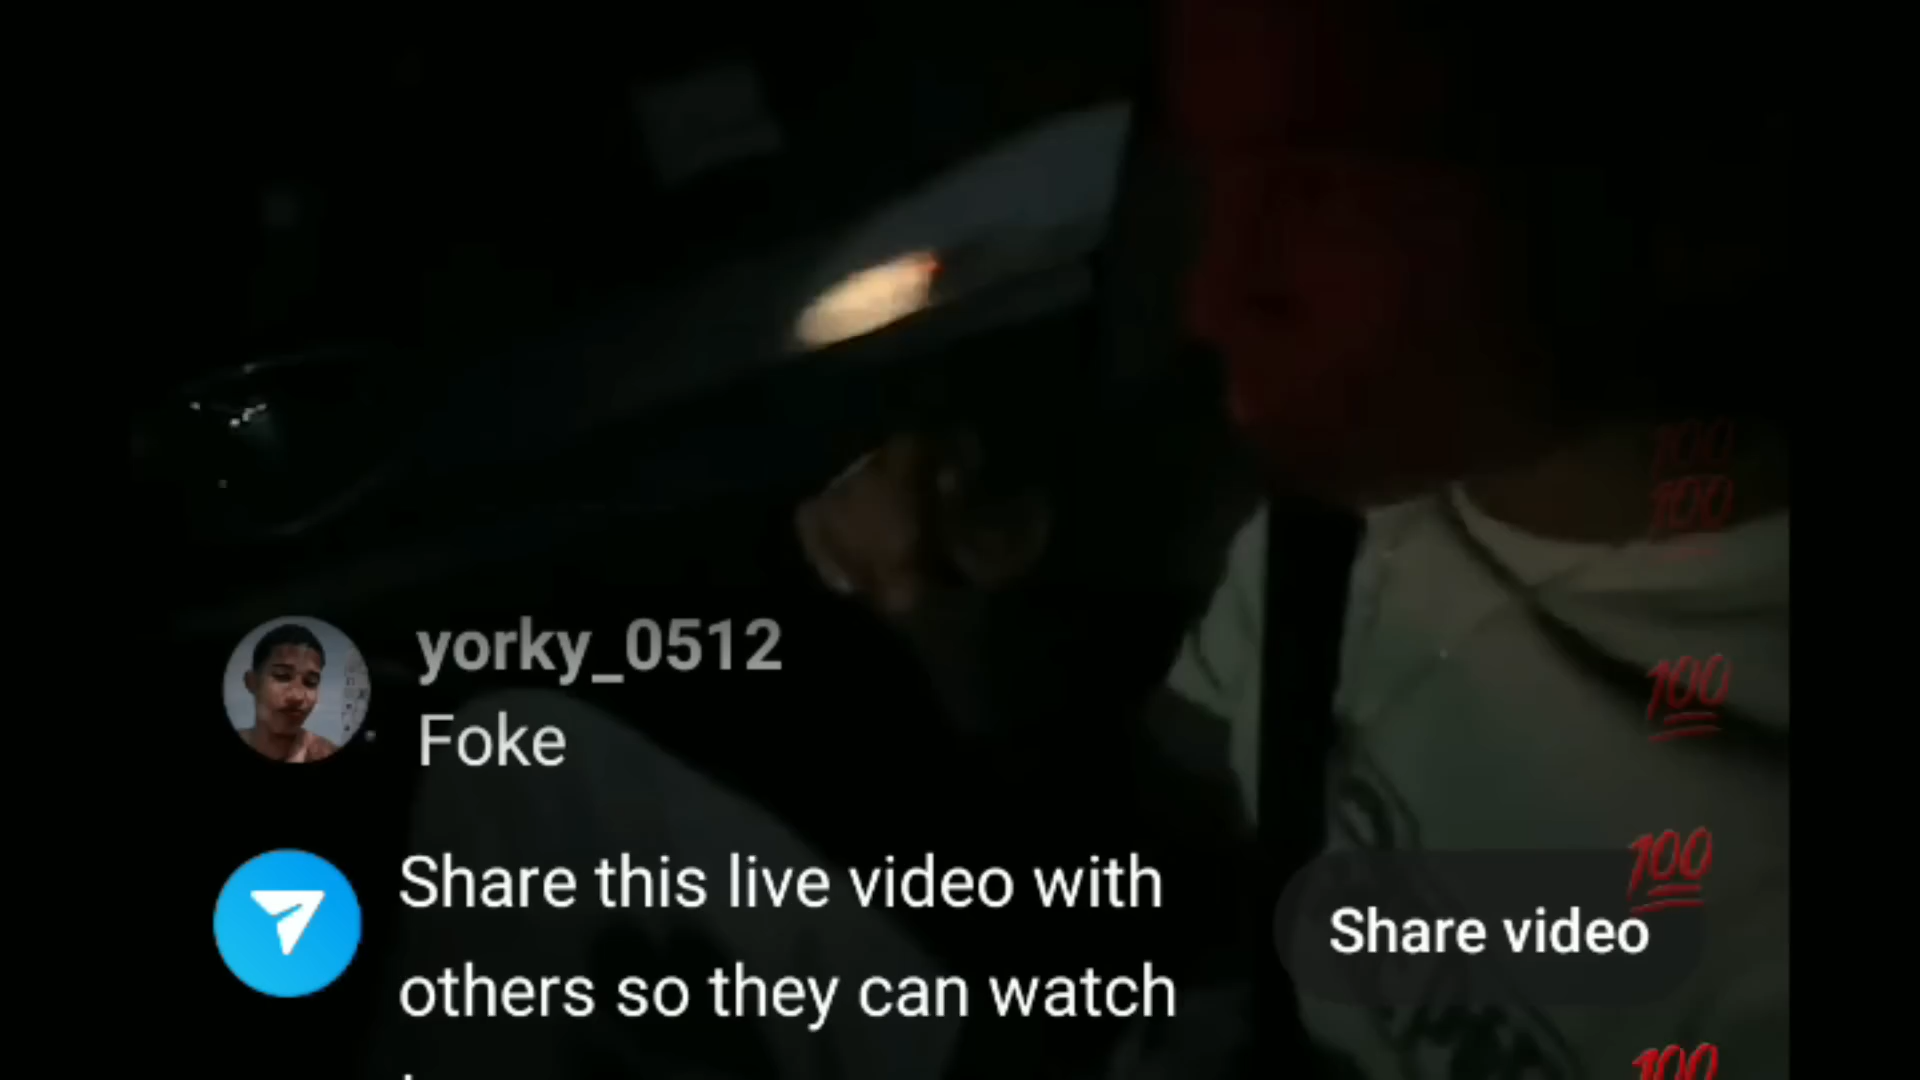 yorky_0512
Foke
Share this live video with
others so they can watch
Share video